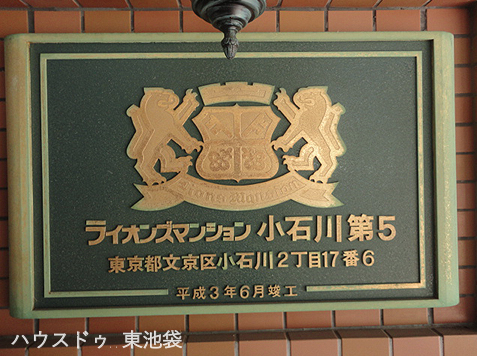 ライオンズマンション 小石川 第5
東京都文京区小石川2丁目17番6
平成3年6月竣工
ハウスドゥ 東池袋